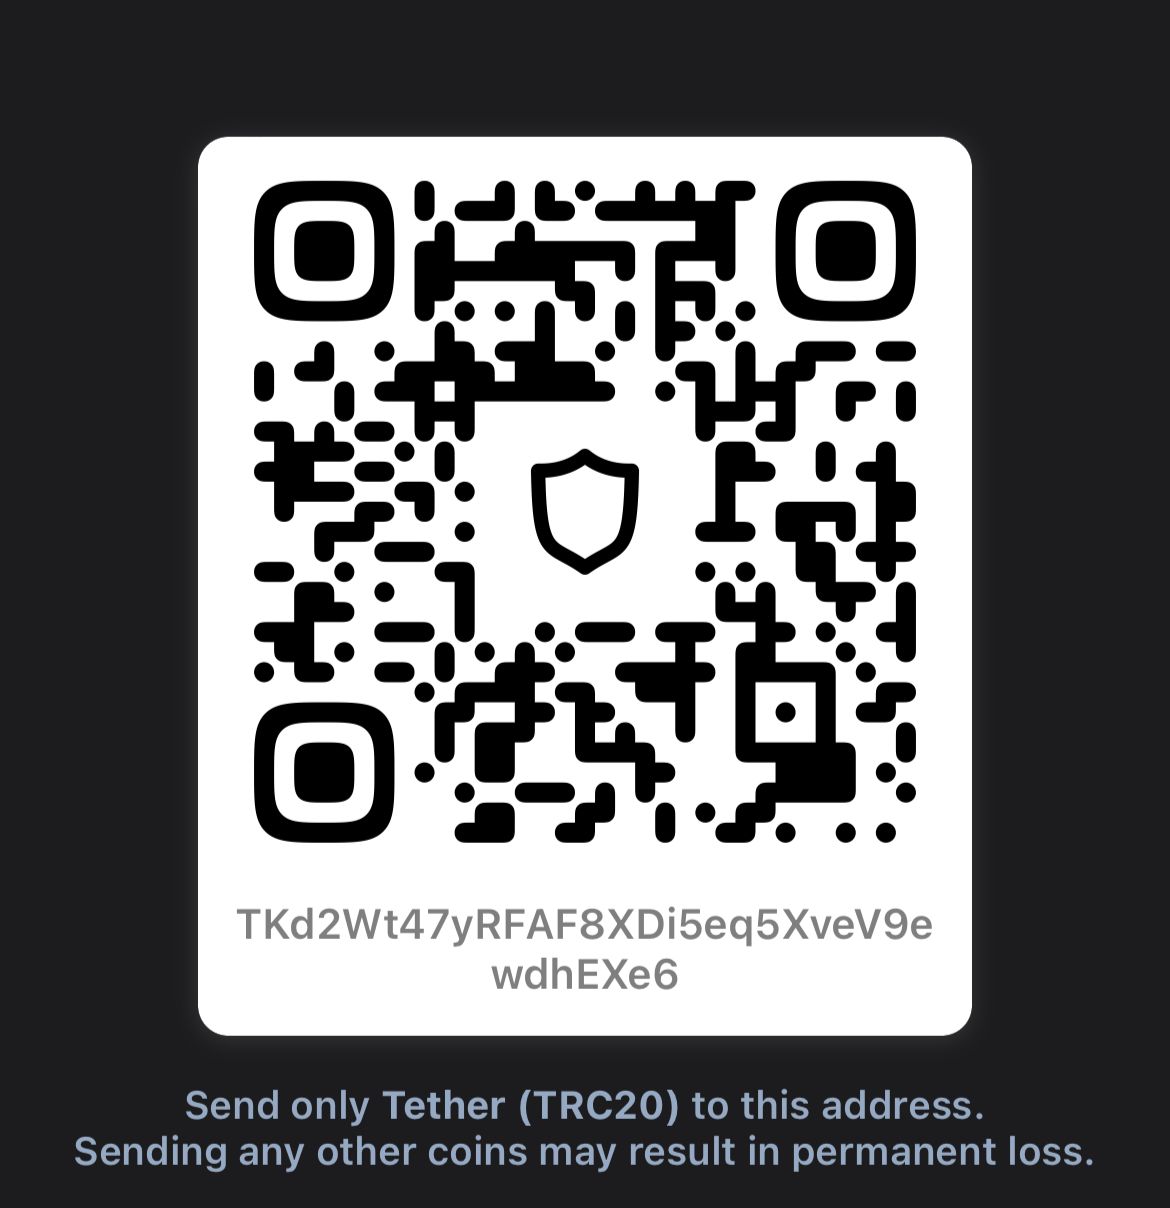 TKd2Wt47yRFAF8XDi5eq5XveV9e
wdhEXe6
Send only Tether (TRC20) to this address.
Sending any other coins may result in permanent loss.